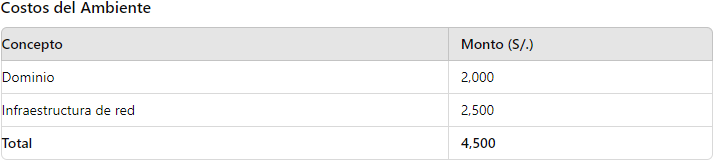 Costos del Ambiente
Concepto Monto (S/.)
Dominio 2,000
Infraestructura de red 2,500
Total 4,500